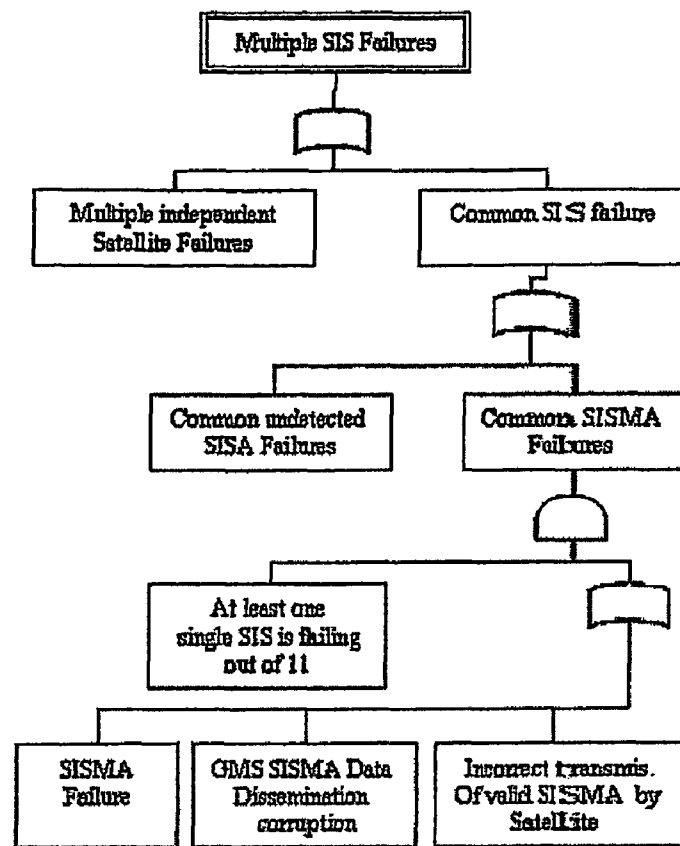 Multiple SIS Failures
Multiple independent
Satellite Failures
Common SIS failure
Common undetected
SISA Failures
Common SISMA
Failures
At least one
single SIS is failing
out of 11
SISMA
Failure
GMS SISMA Data
Dissemination
corruption
Incorrect transmis.
Of valid SISMA by
Satellite